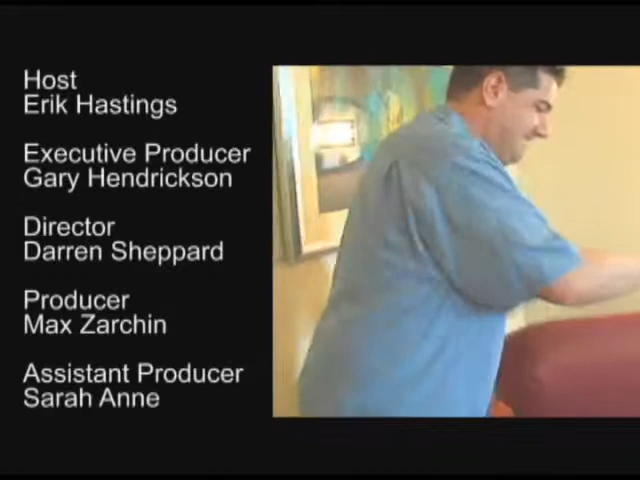 Host
Erik Hastings
Executive Producer
Gary Hendrickson
Director
Darren Sheppard
Producer
Max Zarchin
Assistant Producer
Sarah Anne